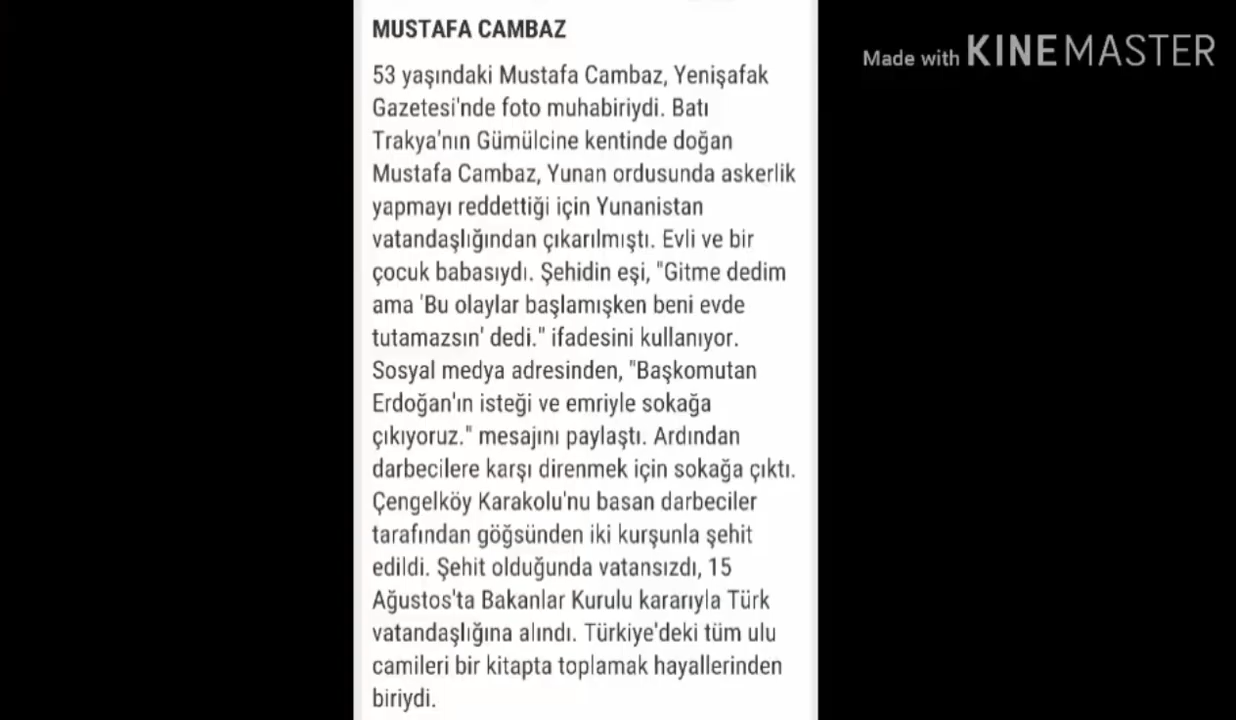 MUSTAFA CAMBAZ
53 yaşındaki Mustafa Cambaz, Yenişafak
Gazetesi'nde foto muhabiriydi. Batı
Trakya'nın Gümülcine kentinde doğan
Mustafa Cambaz, Yunan ordusunda askerlik
yapmayı reddettiği için Yunanistan
vatandaşlığından çıkarılmıştı. Evli ve bir
çocuk babasıydı. Şehidin eşi, "Gitme dedim
ama 'Bu olaylar başlamışken beni evde
tutamazsın' dedi." ifadesini kullanıyor.
Sosyal medya adresinden, "Başkomutan
Erdoğan'ın isteği ve emriyle sokağa
çıkıyoruz." mesajını paylaştı. Ardından
darbecilere karşı direnmek için sokağa çıktı.
Çengelköy Karakolu'nu basan darbeciler
tarafından göğsünden iki kurşunla şehit
edildi. Şehit olduğunda vatansızdı, 15
Ağustos'ta Bakanlar Kurulu kararıyla Türk
vatandaşlığına alındı. Türkiye'deki tüm ulu
camileri bir kitapta toplamak hayallerinden
biriydi.
Made with KINEMASTER